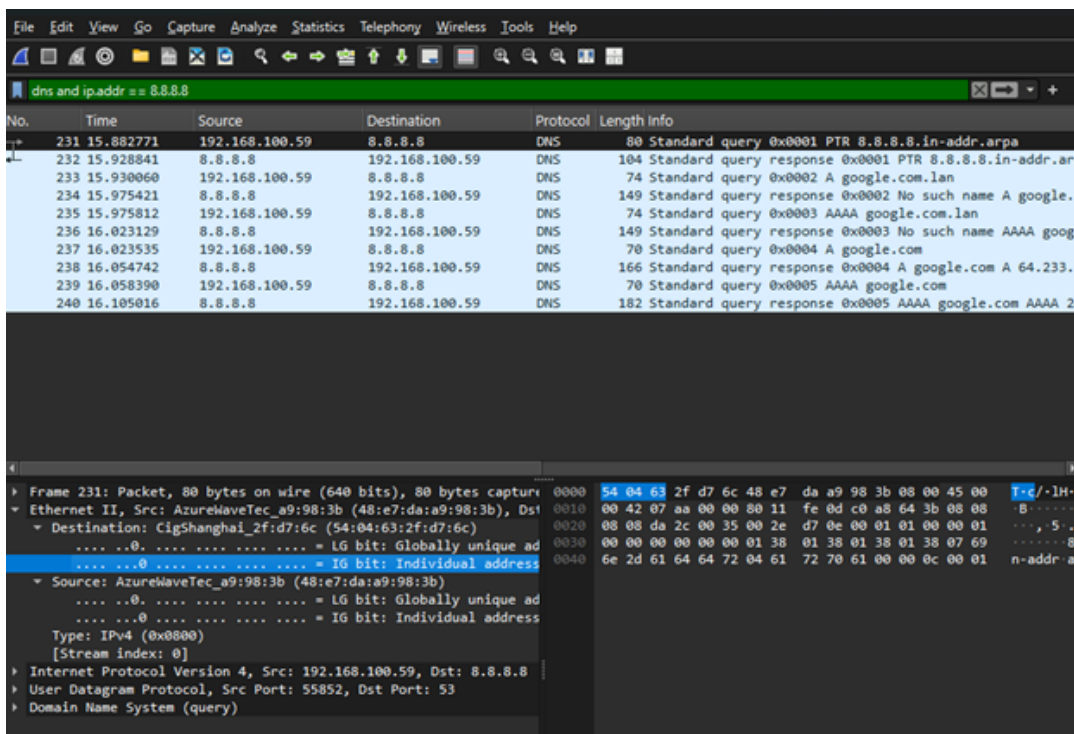 File Edit View Go Capture Analyze Statistics Telephony Wireless Tools Help
dns and ip.addr == 8.8.8.8
No. Time Source Destination Protocol Length Info
231 15.882771 192.168.100.59 8.8.8.8 DNS 80 Standard query 0x0001 PTR 8.8.8.8.in-addr.arpa
232 15.928841 8.8.8.8 192.168.100.59 DNS 104 Standard query response 0x0001 PTR 8.8.8.8.in-addr.ar
233 15.930060 192.168.100.59 8.8.8.8 DNS 74 Standard query 0x0002 A google.com.lan
234 15.975421 8.8.8.8 192.168.100.59 DNS 149 Standard query response 0x0002 No such name A google.
235 15.975812 192.168.100.59 8.8.8.8 DNS 74 Standard query 0x0003 AAAA google.com.lan
236 16.023129 8.8.8.8 192.168.100.59 DNS 149 Standard query response 0x0003 No such name AAAA goog
237 16.023535 192.168.100.59 8.8.8.8 DNS 70 Standard query 0x0004 A google.com
238 16.054742 8.8.8.8 192.168.100.59 DNS 166 Standard query response 0x0004 A google.com A 64.233.
239 16.058390 192.168.100.59 8.8.8.8 DNS 70 Standard query 0x0005 AAAA google.com
240 16.105016 8.8.8.8 192.168.100.59 DNS 182 Standard query response 0x0005 AAAA google.com AAAA 2
Frame 231: Packet, 80 bytes on wire (640 bits), 80 bytes capture
Ethernet II, Src: AzureWaveTec_a9:98:3b (48:e7:da:a9:98:3b), Dst
Destination: CigShanghai_2f:d7:6c (54:04:63:2f:d7:6c)
.... ..0. .... .... .... .... = LG bit: Globally unique ad
.... ...0 .... .... .... .... = IG bit: Individual address
Source: AzureWaveTec_a9:98:3b (48:e7:da:a9:98:3b)
.... ..0. .... .... .... .... = LG bit: Globally unique ad
.... ...0 .... .... .... .... = IG bit: Individual address
Type: IPv4 (0x0800)
[Stream index: 0]
Internet Protocol Version 4, Src: 192.168.100.59, Dst: 8.8.8.8
User Datagram Protocol, Src Port: 55852, Dst Port: 53
Domain Name System (query)
0000 54 04 63 2f d7 6c 48 e7 da a9 98 3b 08 00 45 00 T·c/·lH·
0010 00 42 07 aa 00 00 80 11 fe 0d c0 a8 64 3b 08 08 ·B······
0020 08 08 da 2c 00 35 00 2e d7 0e 00 01 01 00 00 01 ···,·5·.
0030 00 00 00 00 00 00 01 38 01 38 01 38 01 38 07 69 ·······8
0040 6e 2d 61 64 64 72 04 61 72 70 61 00 00 0c 00 01 n-addr·a